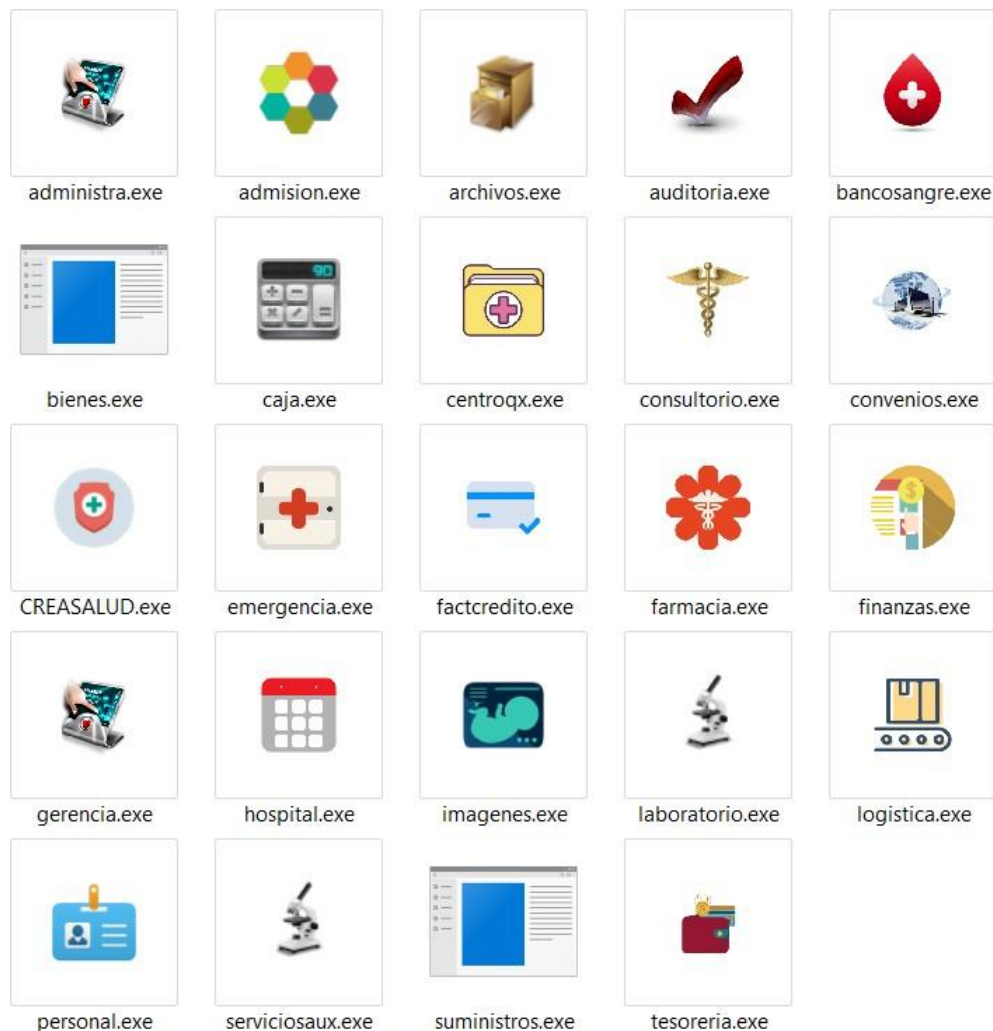 administra.exe
admision.exe
archivos.exe
auditoria.exe
bancosangre.exe
bienes.exe
90
caja.exe
centroqx.exe
consultorio.exe
convenios.exe
CREASALUD.exe
emergencia.exe
factcredito.exe
farmacia.exe
$
finanzas.exe
gerencia.exe
hospital.exe
imagenes.exe
laboratorio.exe
logistica.exe
personal.exe
serviciosaux.exe
suministros.exe
tesoreria.exe